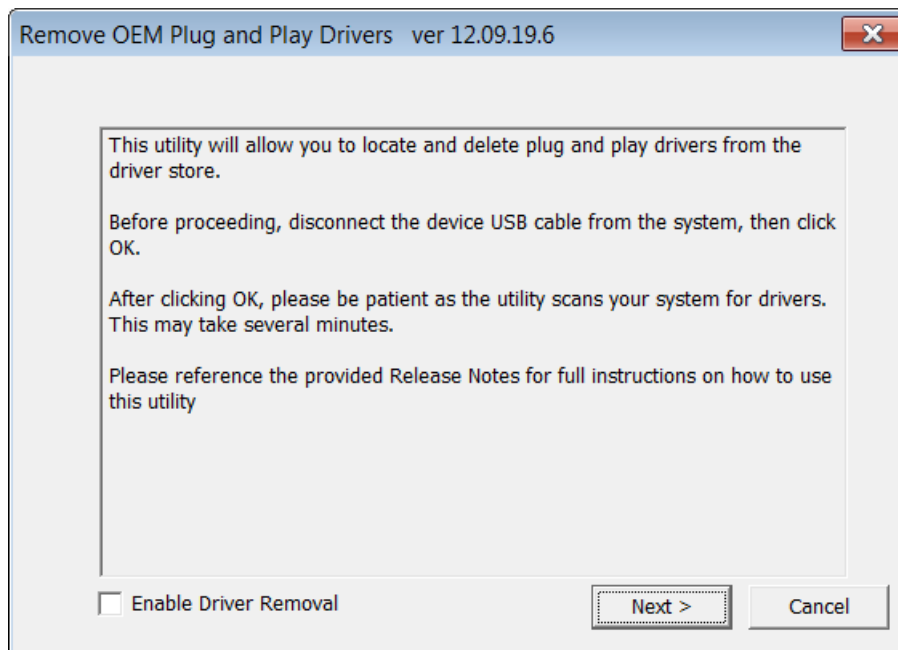 Remove OEM Plug and Play Drivers   ver 12.09.19.6
This utility will allow you to locate and delete plug and play drivers from the
driver store.
Before proceeding, disconnect the device USB cable from the system, then click
OK.
After clicking OK, please be patient as the utility scans your system for drivers.
This may take several minutes.
Please reference the provided Release Notes for full instructions on how to use
this utility
Enable Driver Removal
Next >
Cancel